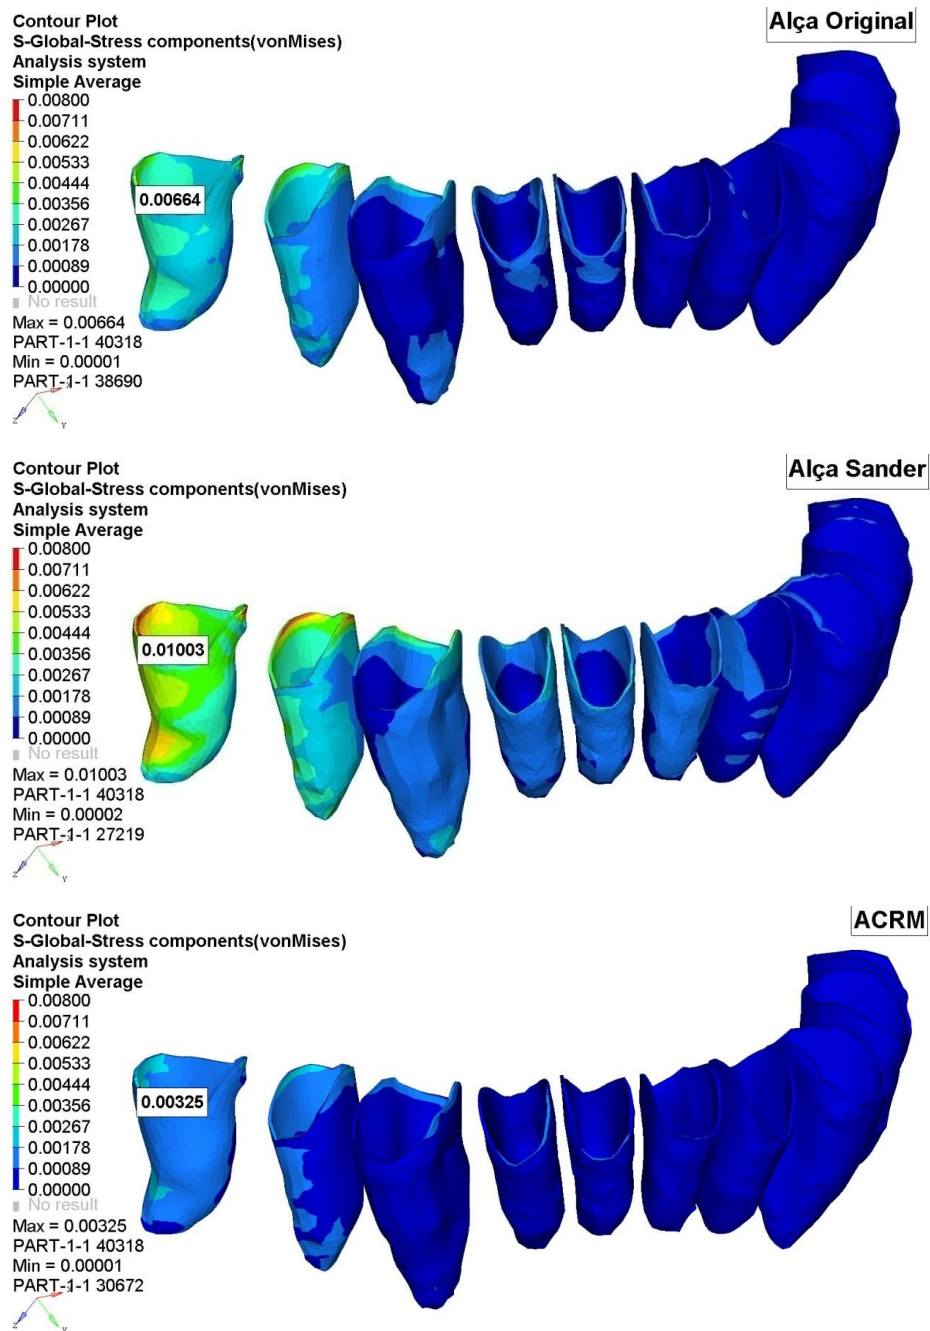 Contour Plot
S-Global-Stress components(vonMises)
Analysis system
Simple Average
Alça Original
0.00800
0.00711
0.00622
0.00533
0.00444
0.00356
0.00267
0.00178
0.00089
0.00000
No result
0.00664
Max = 0.00664
PART-1-1 40318
Min = 0.00001
PART-1-1 38690
X
Z
Y
Contour Plot
S-Global-Stress components(vonMises)
Analysis system
Simple Average
Alça Sander
0.00800
0.00711
0.00622
0.00533
0.00444
0.00356
0.00267
0.00178
0.00089
0.00000
No result
0.01003
Max = 0.01003
PART-1-1 40318
Min = 0.00002
PART-1-1 27219
X
Z
Y
Contour Plot
S-Global-Stress components(vonMises)
Analysis system
Simple Average
ACRM
0.00800
0.00711
0.00622
0.00533
0.00444
0.00356
0.00267
0.00178
0.00089
0.00000
No result
0.00325
Max = 0.00325
PART-1-1 40318
Min = 0.00001
PART-1-1 30672
X
Z
Y